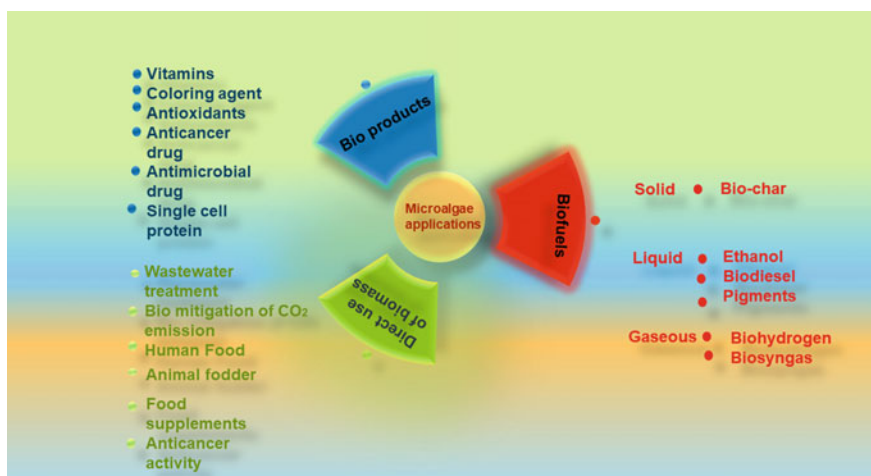 Vitamins
Coloring agent
Antioxidants
Anticancer
drug
Antimicrobial
drug
Single cell
protein
Bio products
Microalgae
applications
Biofuels
Solid
Bio-char
Liquid
Ethanol
Biodiesel
Pigments
Gaseous
Biohydrogen
Biosyngas
Direct use
of biomass
Wastewater
treatment
Bio mitigation of CO₂
emission
Human Food
Animal fodder
Food
supplements
Anticancer
activity